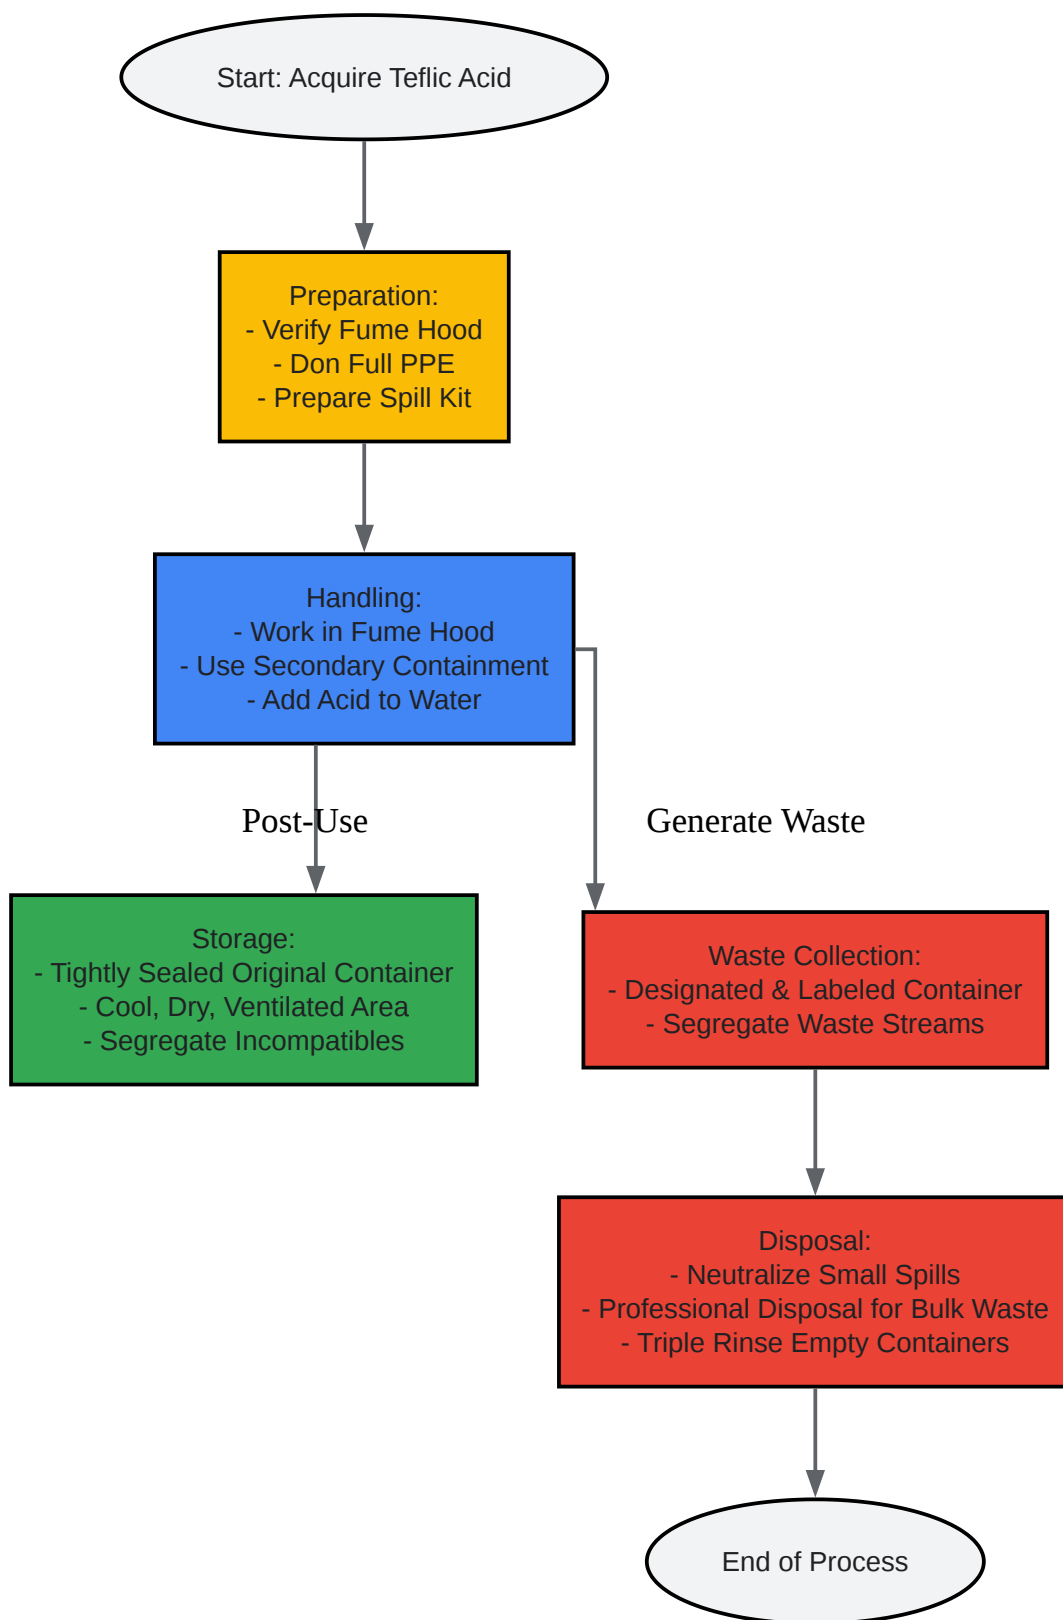 Start: Acquire Teflic Acid
Preparation:
- Verify Fume Hood
- Don Full PPE
- Prepare Spill Kit
Handling:
- Work in Fume Hood
- Use Secondary Containment
- Add Acid to Water
Post-Use
Generate Waste
Storage:
- Tightly Sealed Original Container
- Cool, Dry, Ventilated Area
- Segregate Incompatibles
Waste Collection:
- Designated & Labeled Container
- Segregate Waste Streams
Disposal:
- Neutralize Small Spills
- Professional Disposal for Bulk Waste
- Triple Rinse Empty Containers
End of Process